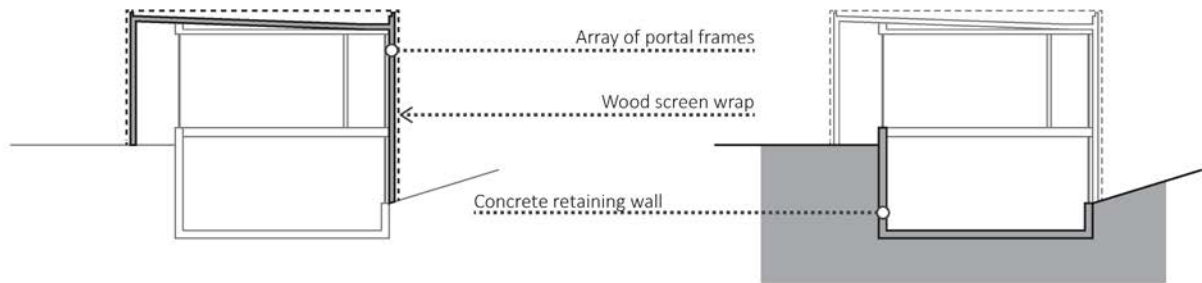 Array of portal frames
Wood screen wrap
Concrete retaining wall